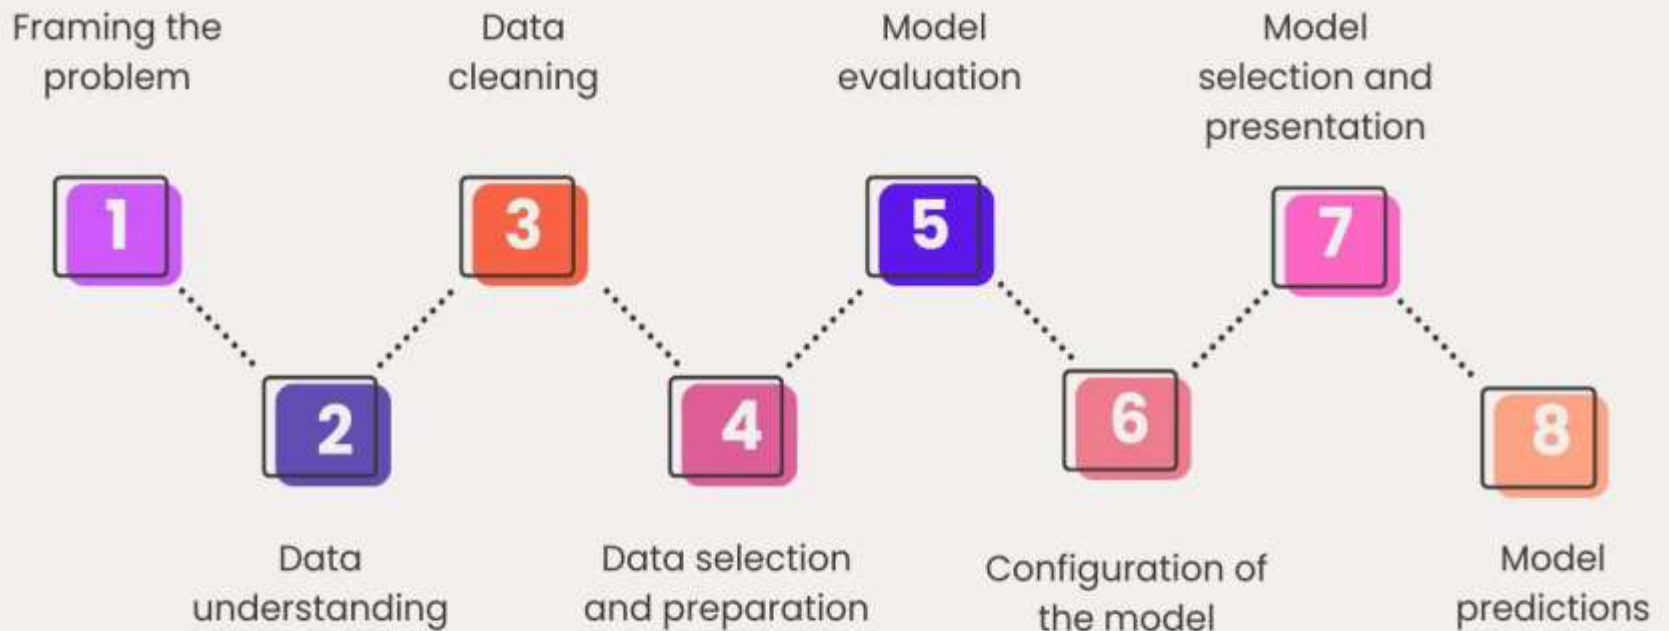 Framing the
problem
1
2
Data
understanding
Data
cleaning
3
4
Data selection
and preparation
Model
evaluation
5
6
Configuration of
the model
Model
selection and
presentation
7
8
Model
predictions